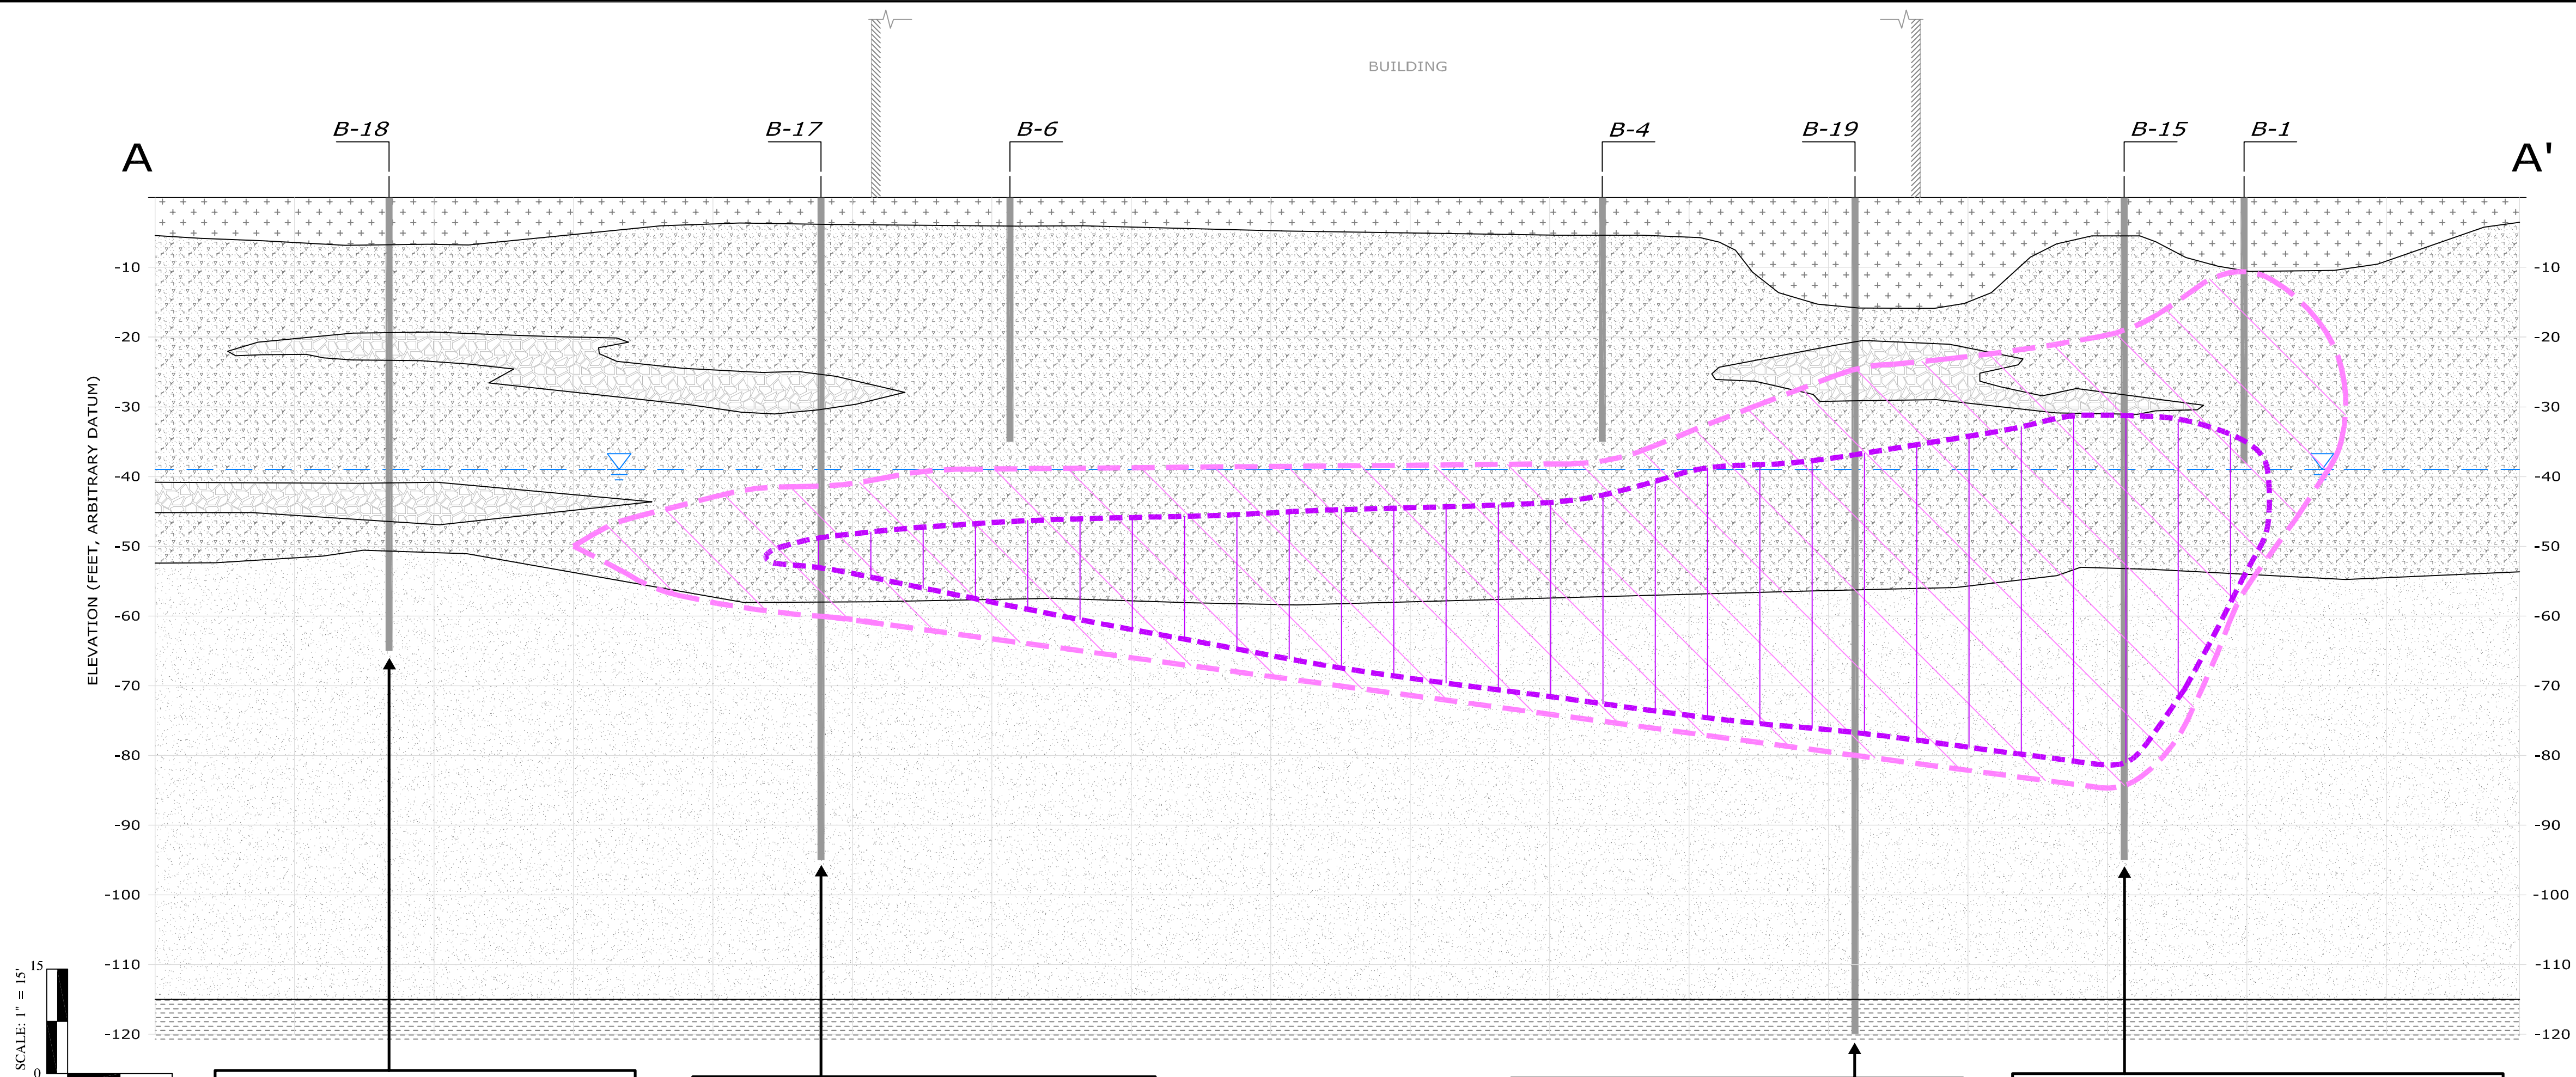 BUILDING
B-18
B-17
B-6
B-4
B-19
B-15
B-1
A
A'
ELEVATION (FEET, ARBITRARY DATUM)
-10
-20
-30
-40
-50
-60
-70
-80
-90
-100
-110
-120
-10
-20
-30
-40
-50
-60
-70
-80
-90
-100
-110
-120
SCALE: 1" = 15'
15
0